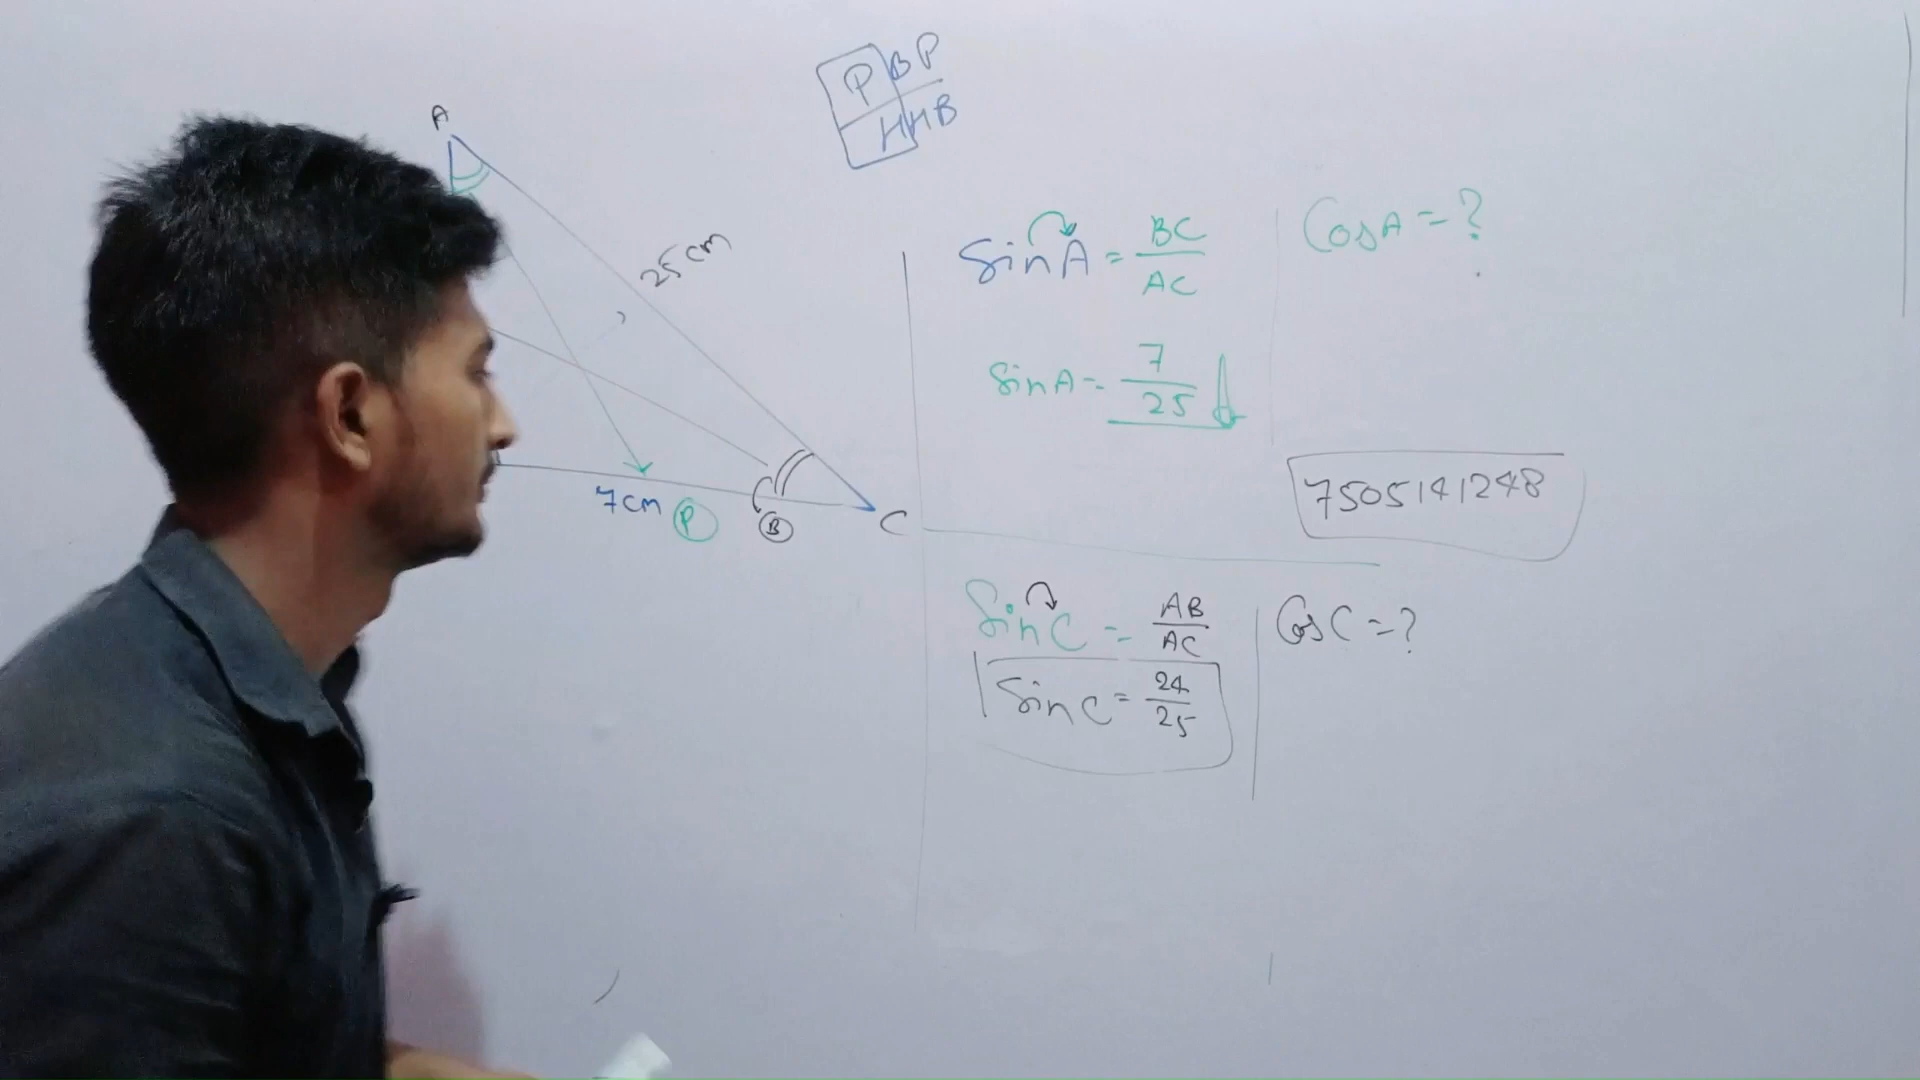 P B P
H H B
A
25 cm
7cm P B C
Sin A = BC
AC
Sin A = 7
25
Cos A = ?
7505141248
Sin C = AB
AC
Sin C = 24
25
Cos C = ?